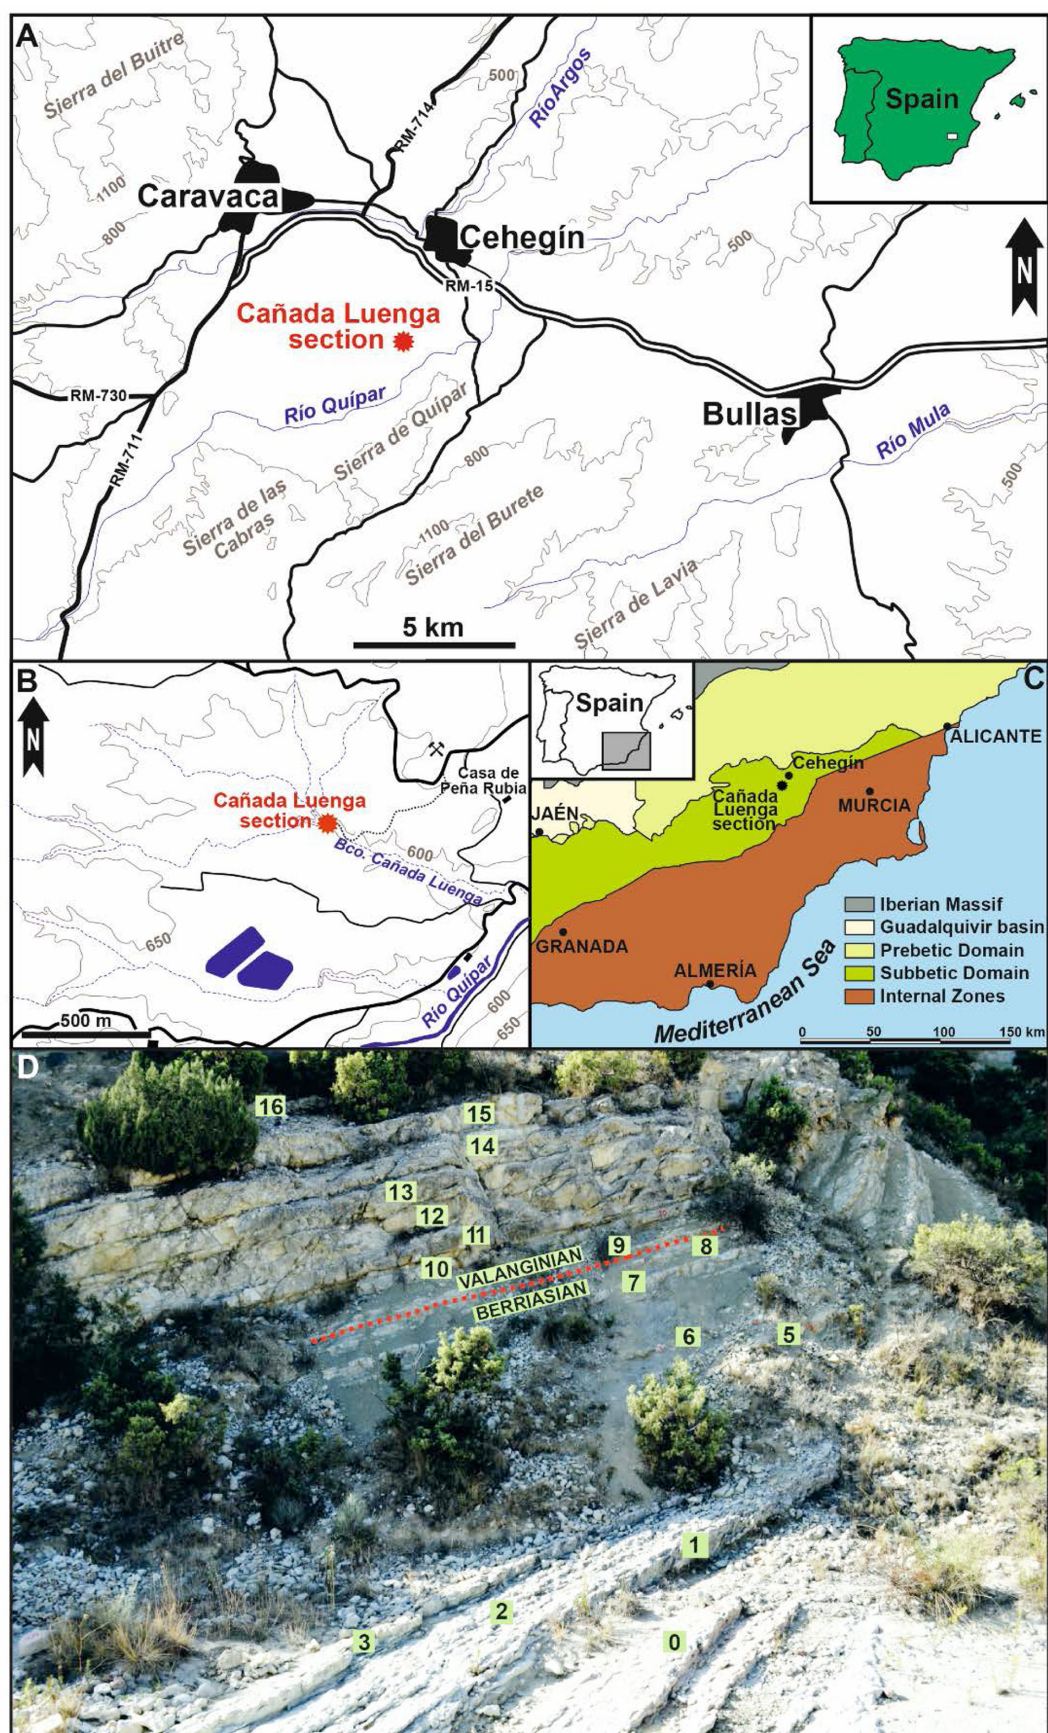 A
Sierra del Buitre
500
Río Argos
RM-714
Spain
Caravaca
1100
800
Cehegín
500
N
RM-15
Cañada Luenga
section
RM-730
Río Quípar
Sierra de Quipar
Bullas
Río Mula
RM-711
800
500
Sierra de las
Cabras
1100
Sierra del Burete
Sierra de Lavia
5 km
B
N
Casa de
Peña Rubia
Cañada Luenga
section
600
Bco. Cañada Luenga
650
Río Quípar
600
650
500 m
C
Spain
ALICANTE
Cehegín
Cañada
Luenga
section
MURCIA
JAÉN
GRANADA
ALMERÍA
Mediterranean Sea
Iberian Massif
Guadalquivir basin
Prebetic Domain
Subbetic Domain
Internal Zones
0 50 100 150 km
D
16
15
14
13
12
11
10
9
8
VALANGINIAN
BERRIASIAN
7
6
5
1
2
3
0